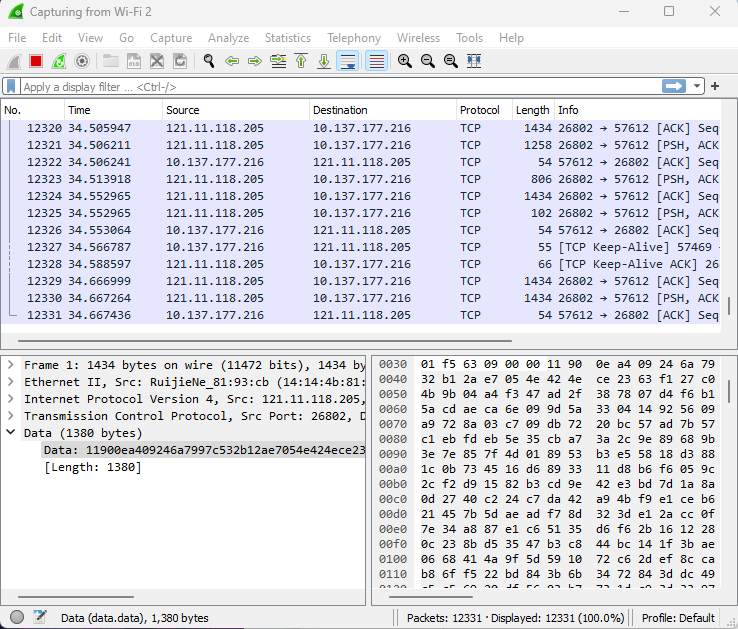 Capturing from Wi-Fi 2
File Edit View Go Capture Analyze Statistics Telephony Wireless Tools Help
Apply a display filter ... <Ctrl-/>
No. Time Source Destination Protocol Length Info
12320 34.505947 121.11.118.205 10.137.177.216 TCP 1434 26802 → 57612 [ACK] Seq
12321 34.506211 121.11.118.205 10.137.177.216 TCP 1258 26802 → 57612 [PSH, ACK
12322 34.506241 10.137.177.216 121.11.118.205 TCP 54 57612 → 26802 [ACK] Seq
12323 34.513918 121.11.118.205 10.137.177.216 TCP 806 26802 → 57612 [PSH, ACK
12324 34.552965 121.11.118.205 10.137.177.216 TCP 1434 26802 → 57612 [ACK] Seq
12325 34.552965 121.11.118.205 10.137.177.216 TCP 102 26802 → 57612 [PSH, ACK
12326 34.553064 10.137.177.216 121.11.118.205 TCP 54 57612 → 26802 [ACK] Seq
12327 34.566787 10.137.177.216 121.11.118.205 TCP 55 [TCP Keep-Alive] 57469
12328 34.588597 121.11.118.205 10.137.177.216 TCP 66 [TCP Keep-Alive ACK] 26
12329 34.666999 121.11.118.205 10.137.177.216 TCP 1434 26802 → 57612 [ACK] Seq
12330 34.667264 121.11.118.205 10.137.177.216 TCP 1434 26802 → 57612 [PSH, ACK
12331 34.667436 10.137.177.216 121.11.118.205 TCP 54 57612 → 26802 [ACK] Seq
Frame 1: 1434 bytes on wire (11472 bits), 1434 by
Ethernet II, Src: RuijieNe_81:93:cb (14:14:4b:81:
Internet Protocol Version 4, Src: 121.11.118.205,
Transmission Control Protocol, Src Port: 26802, D
Data (1380 bytes)
Data: 11900ea409246a7997c532b12ae7054e424ece23
[Length: 1380]
0030 01 f5 63 09 00 00 11 90 0e a4 09 24 6a 79
0040 32 b1 2a e7 05 4e 42 4e ce 23 63 f1 27 c0
0050 4b 9b 04 a4 f3 47 ad 2f 38 78 07 d4 f6 b1
0060 5a cd ae ca 6e 09 9d 5a 33 04 14 92 56 09
0070 a9 72 8a 03 c7 09 db 72 20 bc 57 ad 7b 57
0080 c1 eb fd eb 5e 35 cb a7 3a 2c 9e 89 68 9b
0090 3e 7e 85 7f 4d 01 89 53 b3 e5 58 18 d3 88
00a0 1c 0b 73 45 16 d6 89 33 11 d8 b6 f6 05 9c
00b0 2c f2 d9 15 82 b3 cd 9e 42 e3 bd 7d 1a 8a
00c0 0d 27 40 c2 24 c7 da 42 a9 4b f9 e1 ce b6
00d0 21 45 7b 5d ae ad f7 8d 32 3d e1 2a cc 0f
00e0 7e 34 a8 87 e1 c6 51 35 d6 f6 2b 16 12 28
00f0 0c 23 8b d5 35 47 b3 c8 44 bc 14 1f 3b ae
0100 06 68 41 4a 9f 5d 59 10 72 c6 2d ef 8c ca
0110 b8 6f f5 22 bd 84 3b 6b 34 72 84 3d dc 49
Data (data.data), 1,380 bytes
Packets: 12331 · Displayed: 12331 (100.0%)
Profile: Default